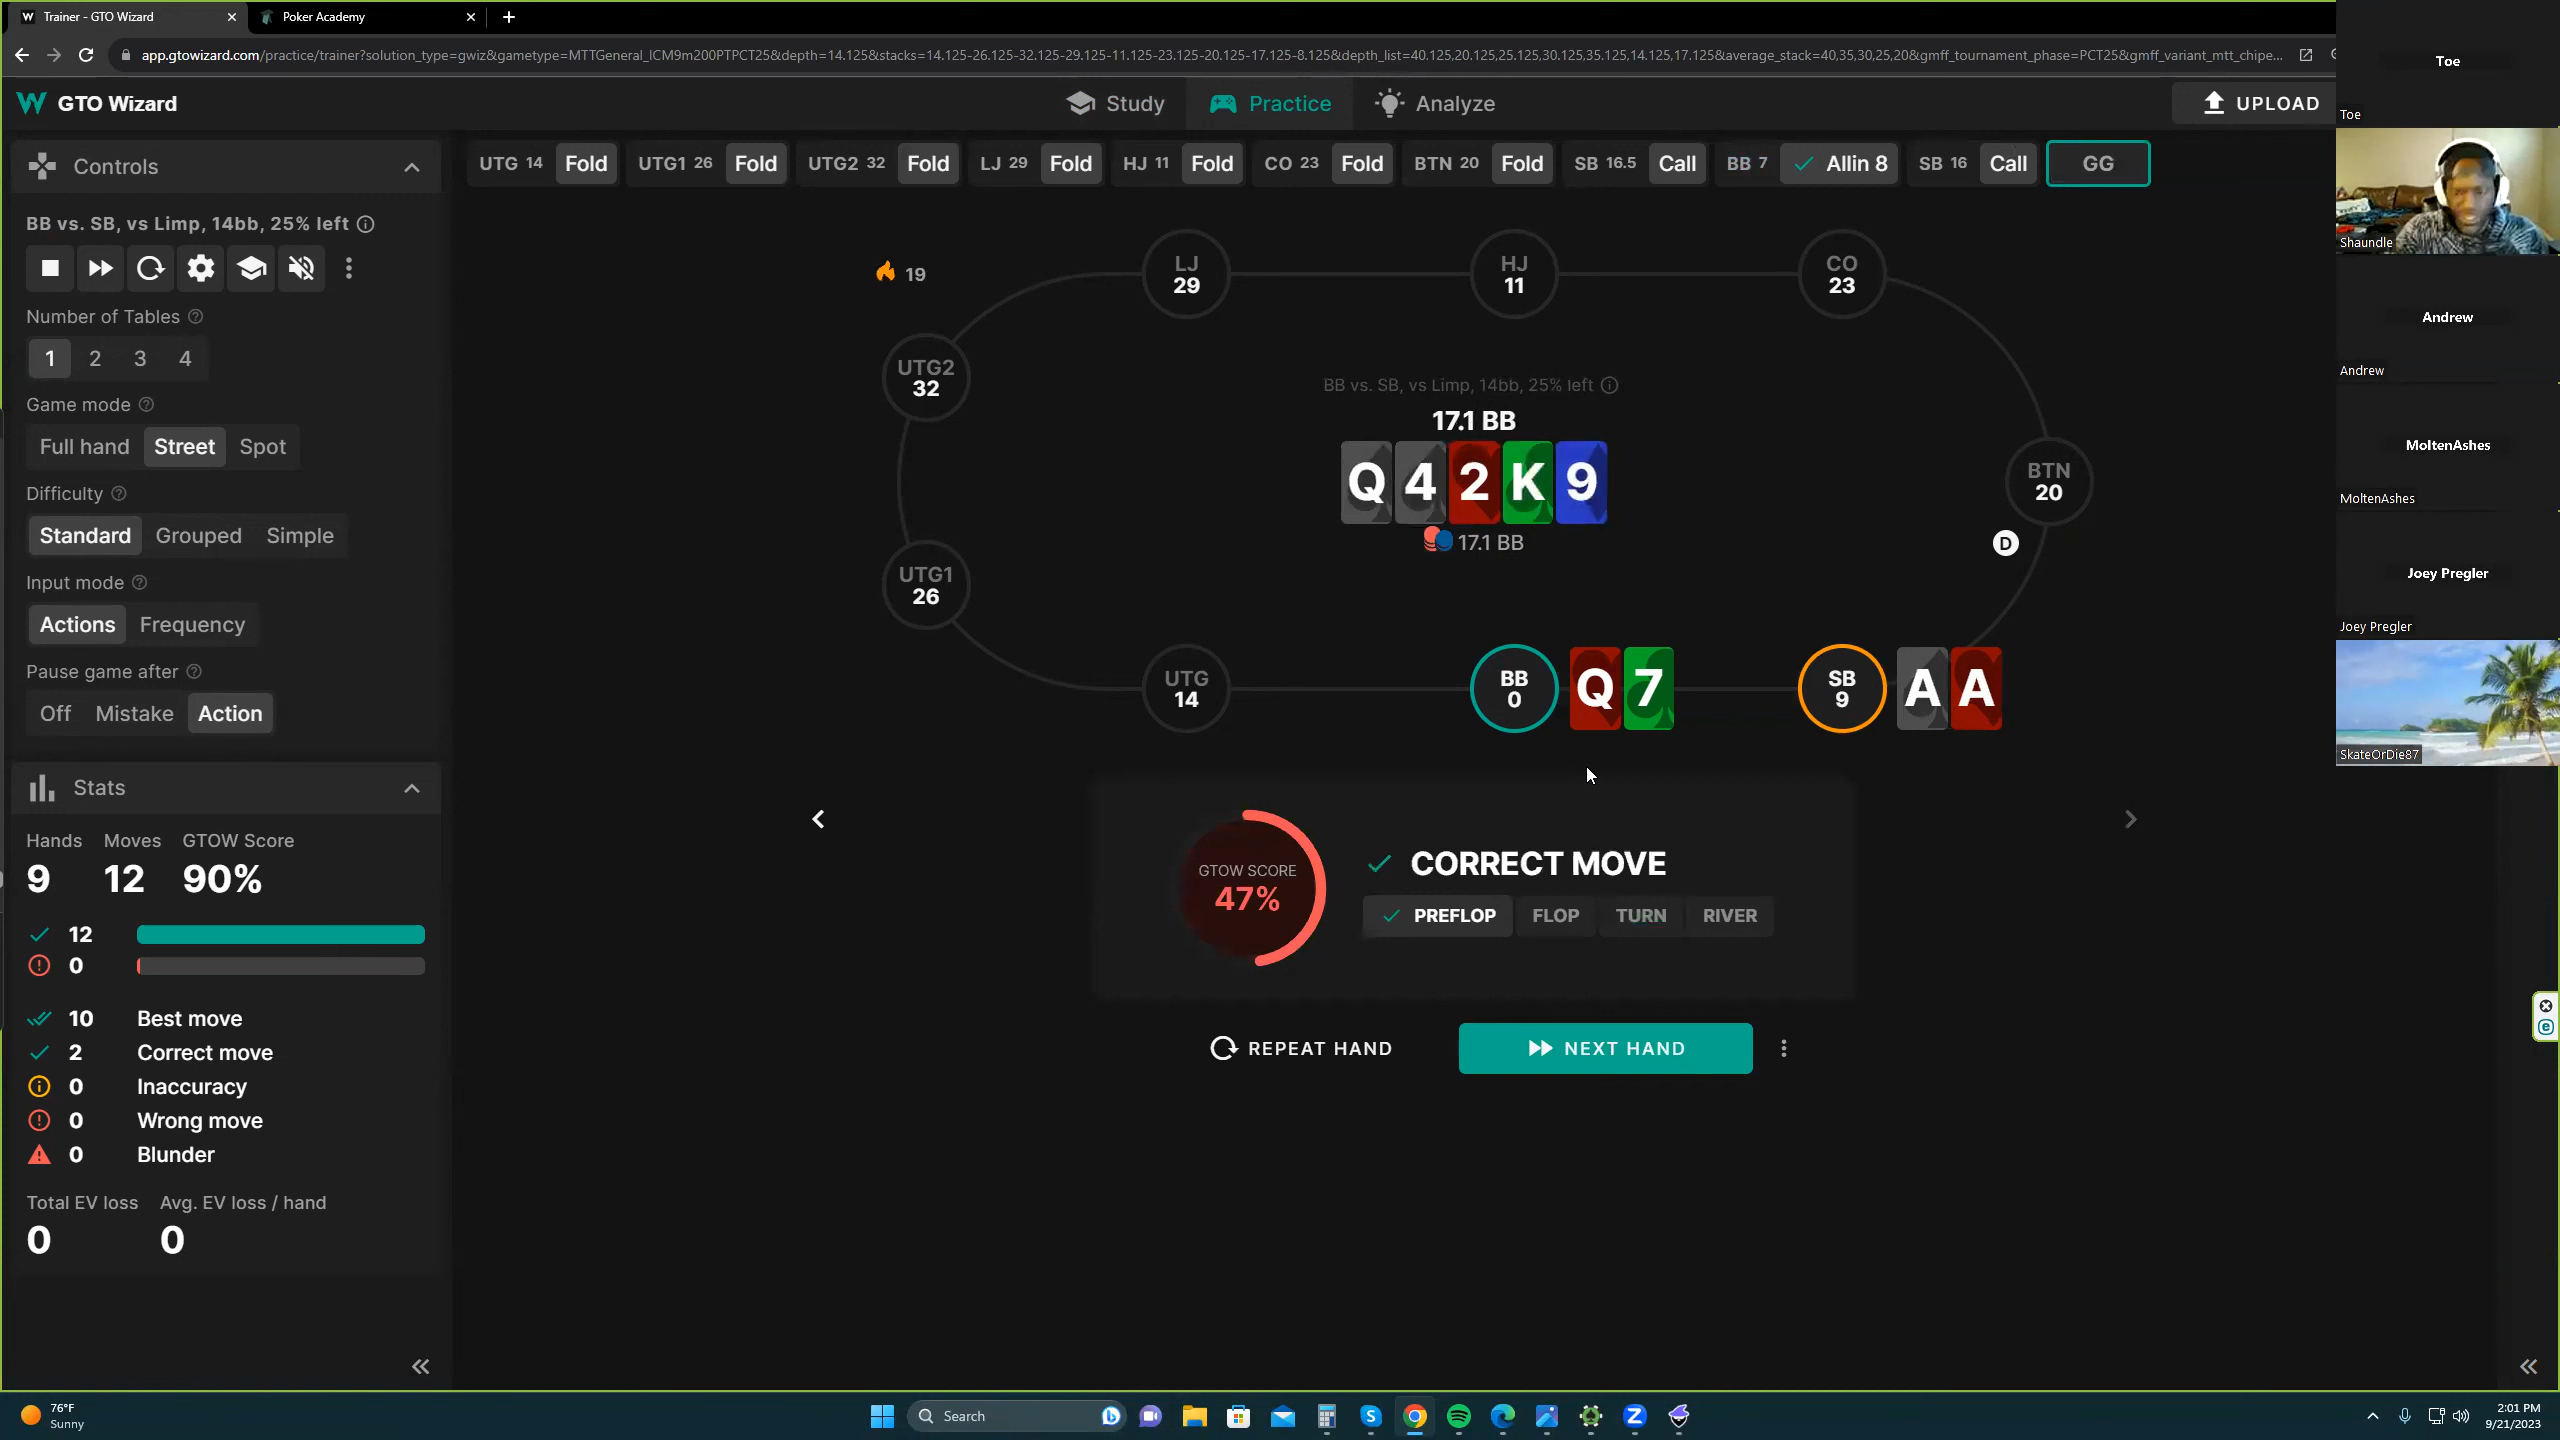 Trainer - GTO Wizard
Poker Academy
app.gtowizard.com/practice/trainer?solution_type=gwiz&gametype=MTTGeneral_ICM9m200PTPCT25&depth=14.125&stacks=14.125-26.125-32.125-29.125-11.125-23.125-20.125-17.125-8.125&depth_list=40.125,20.125,25.125,30.125,35.125,14.125,17.125&average_stack=40,35,30,25,20&gmff_tournament_phase=PCT25&gmff_variant_mtt_chipe...
GTO Wizard
Study
Practice
Analyze
UPLOAD
Controls
UTG 14 Fold
UTG1 26 Fold
UTG2 32 Fold
LJ 29 Fold
HJ 11 Fold
CO 23 Fold
BTN 20 Fold
SB 16.5 Call
BB 7 Allin 8
SB 16 Call
GG
BB vs. SB, vs Limp, 14bb, 25% left
Number of Tables
1 2 3 4
Game mode
Full hand Street Spot
Difficulty
Standard Grouped Simple
Input mode
Actions Frequency
Pause game after
Off Mistake Action
Stats
Hands Moves GTOW Score
9 12 90%
12
0
10 Best move
2 Correct move
0 Inaccuracy
0 Wrong move
0 Blunder
Total EV loss Avg. EV loss / hand
0 0
19
LJ
29
HJ
11
CO
23
UTG2
32
BB vs. SB, vs Limp, 14bb, 25% left
17.1 BB
Q 4 2 K 9
17.1 BB
BTN
20
D
UTG1
26
UTG
14
BB
0
Q 7
SB
9
A A
GTOW SCORE
47%
CORRECT MOVE
PREFLOP FLOP TURN RIVER
REPEAT HAND
NEXT HAND
Toe
Toe
Shaundle
Andrew
Andrew
MoltenAshes
MoltenAshes
Joey Pregler
Joey Pregler
SkateOrDie87
76°F
Sunny
Search
2:01 PM
9/21/2023